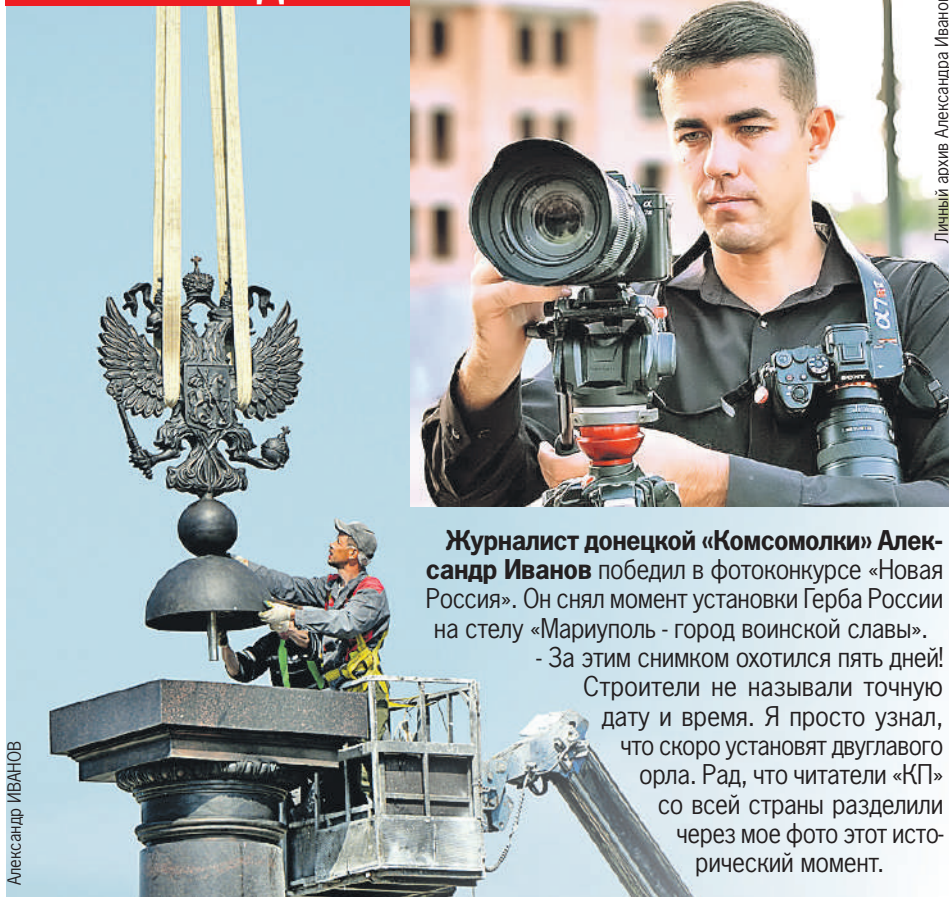 Личный архив Александра Иванова
Журналист донецкой «Комсомолки» Алек-
сандр Иванов победил в фотоконкурсе «Новая
Россия». Он снял момент установки Герба России
на стелу «Мариуполь - город воинской славы».
- За этим снимком охотился пять дней!
Строители не называли точную
дату и время. Я просто узнал,
что скоро установят двуглавого
орла. Рад, что читатели «КП»
со всей страны разделили
через мое фото этот исто-
рический момент.
Александр ИВАНОВ
SONY
α7